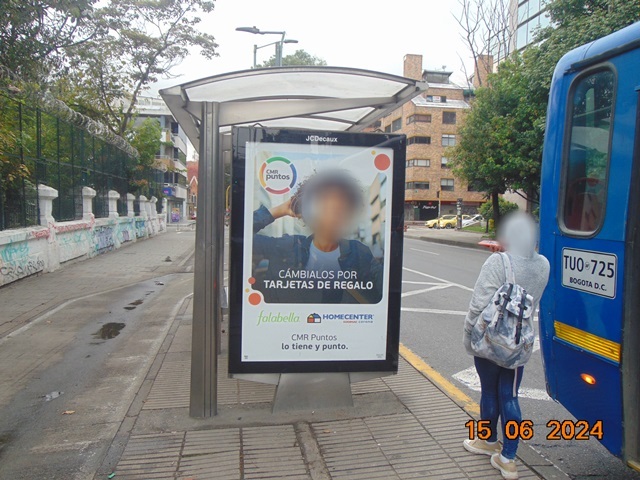 JCDecaux
CMR
puntos
CÁMBIALOS POR
TARJETAS DE REGALO
falabella
HOMECENTER
CMR Puntos
lo tiene y punto.
TUO 725
BOGOTA D.C.
15 06 2024